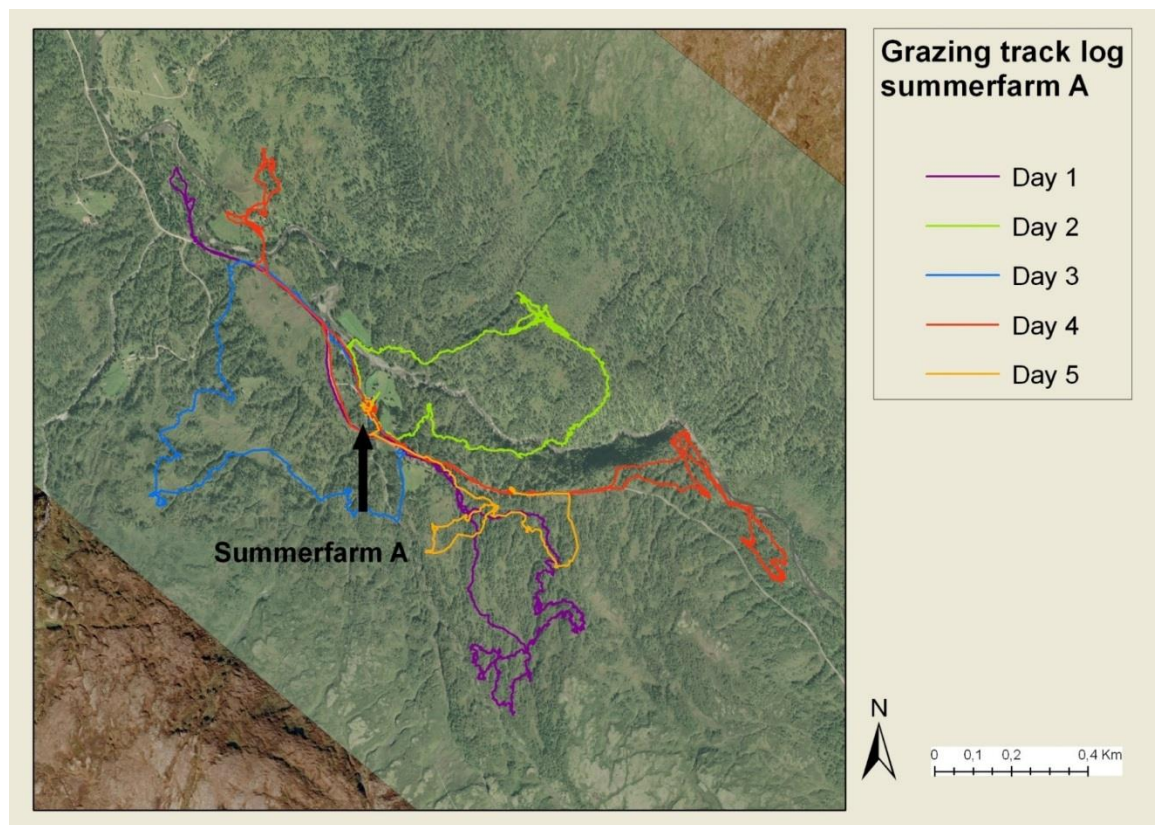 Grazing track log
summerfarm A
Day 1
Day 2
Day 3
Day 4
Day 5
Summerfarm A
N
0 0,1 0,2 0,4 Km